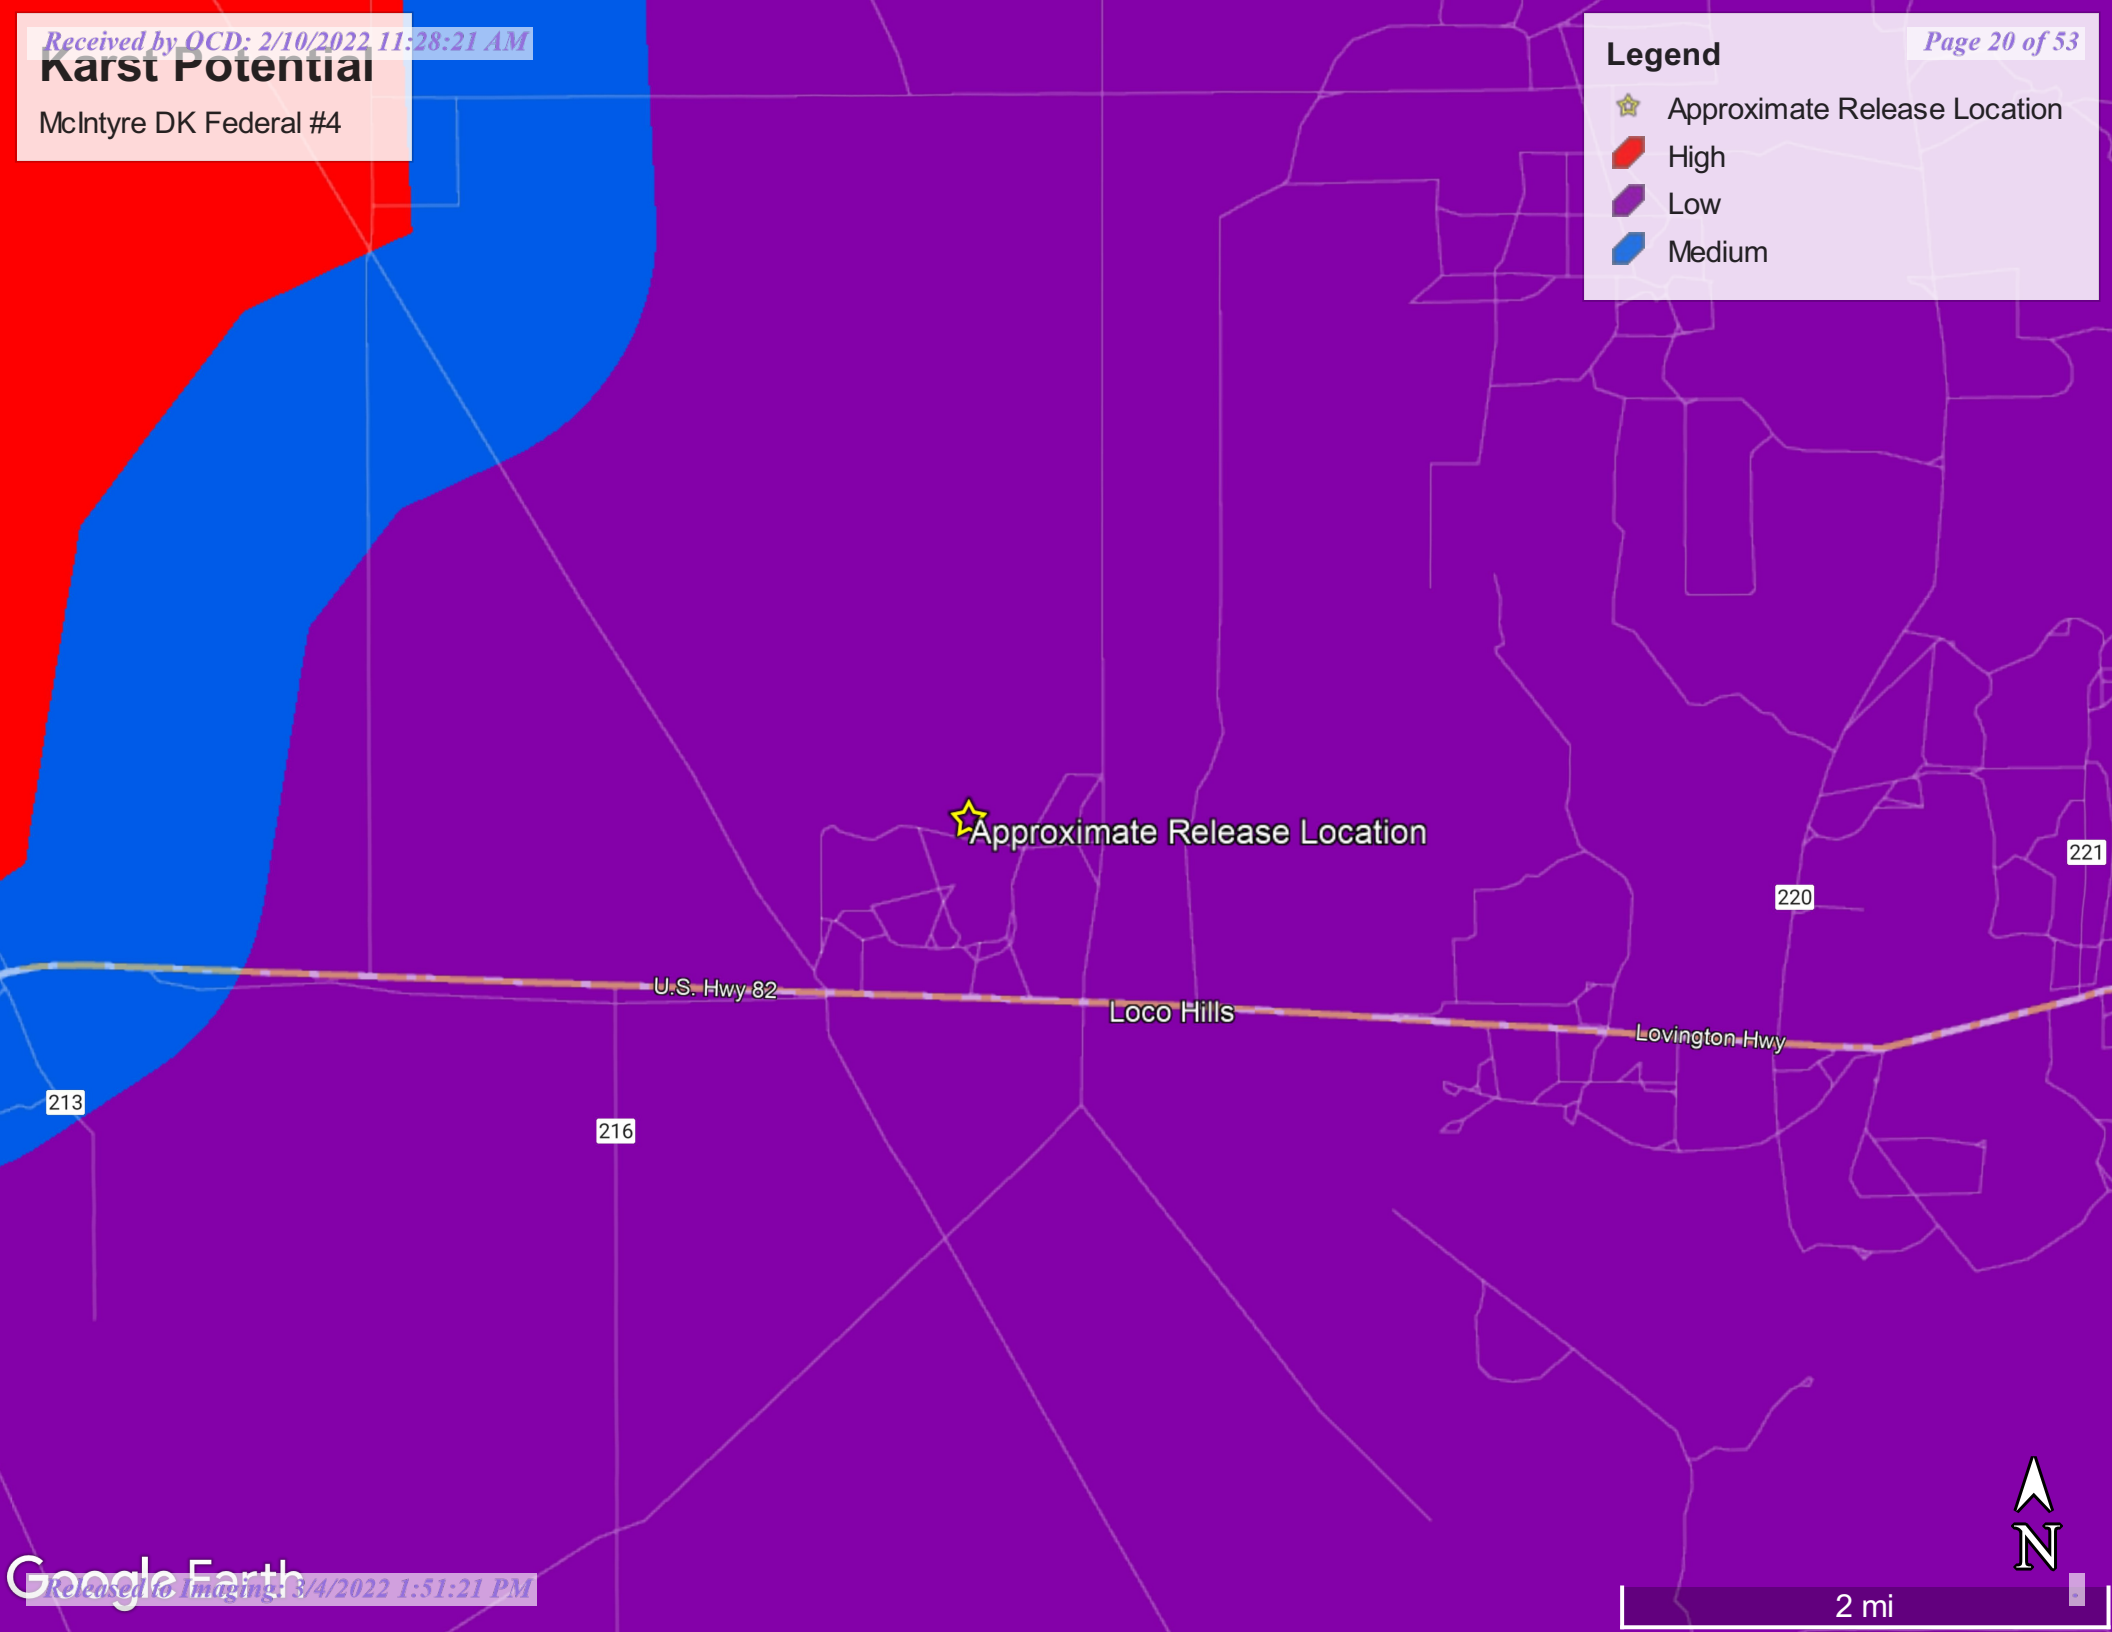 Received by OCD: 2/10/2022 11:28:21 AM
Karst Potential
McIntyre DK Federal #4
Page 20 of 53
Legend
Approximate Release Location
High
Low
Medium
Approximate Release Location
221
220
U.S. Hwy 82
Loco Hills
Lovington Hwy
213
216
N
Google Earth
Released to Imaging: 3/4/2022 1:51:21 PM
2 mi